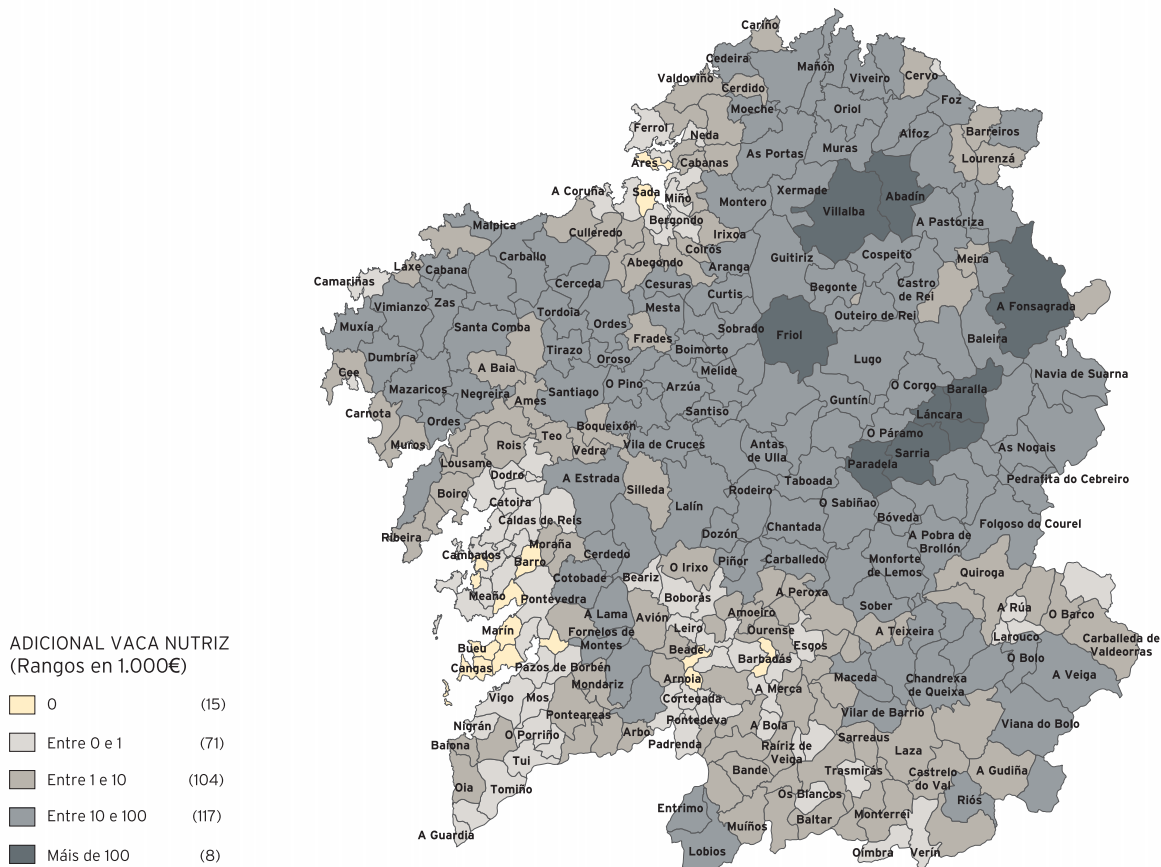 Cariño
Cedeira
Mañón
Valdoviño
Viveiro
Cervo
Cerdido
Moeche
Oriol
Foz
Ferrol
Neda
Alfoz
Barreiros
As Portas
Muras
Lourenzá
Ares
Cabanas
A Coruña
Sada
Miño
Montero
Xermade
Abadín
Villalba
Bergondo
A Pastoriza
Malpica
Culleredo
Irixoa
Coirós
Carballo
Guitiriz
Cospeito
Meira
Laxe
Cabana
Abegondo
Aranga
Camariñas
Cerceda
Cesuras
Begonte
Castro
de Rei
Curtis
Vimianzo
Zas
Mesta
A Fonsagrada
Tordoia
Outeiro de Rei
Muxía
Santa Comba
Ordes
Sobrado
Friol
Frades
Baleira
Tirazo
Boimorto
Dumbría
Oroso
Lugo
Cee
A Baia
Melide
Navia de Suarna
Mazaricos
Negreira
Santiago
O Pino
Arzúa
O Corgo
Baralla
Ames
Guntín
Carnota
Santiso
Láncara
Ordes
Boqueixón
O Páramo
Muros
Rois
Teo
Vedra
Vila de Cruces
Antas
de Ulla
Sarria
As Nogais
Lousame
Paradela
Dodro
A Estrada
Taboada
Pedrafita do Cebreiro
Boiro
Silleda
Rodeiro
Catoira
Lalín
O Sabiñao
Caldas de Reis
Chantada
Bóveda
Folgoso do Courel
Ribeira
Dozón
A Pobra de
Brollón
Moraña
Cambados
Barro
Cerdedo
O Irixo
Piñor
Carballedo
Monforte
de Lemos
Quiroga
Cotobade
Beariz
Meaño
Pontevedra
Boborás
A Peroxa
Sober
A Rúa
O Barco
A Lama
Avión
Amoeiro
Marín
Fornelos de
Montes
Leiro
Ourense
A Teixeira
Larouco
Carballeda de
Valdeorras
Bueu
Beade
Barbadás
Esgos
O Bolo
Cangas
Pazos de Borbén
Arnoia
Maceda
Chandrexa
de Queixa
A Veiga
Mondariz
A Merca
Vigo
Mos
Cortegada
Vilar de Barrio
Ponteareas
Pontedeva
A Bola
Viana do Bolo
Nigrán
O Porriño
Arbo
Sarreaus
Baiona
Padrenda
Raíriz de
Veiga
Laza
Tui
Bande
Trasmirás
Castrelo
do Val
A Gudiña
Oia
Tomiño
Os Blancos
Riós
Entrimo
Baltar
Monterrei
A Guardia
Muíños
Lobios
Oímbra
Verín
ADICIONAL VACA NUTRIZ
(Rangos en 1.000€)
0 (15)
Entre 0 e 1 (71)
Entre 1 e 10 (104)
Entre 10 e 100 (117)
Máis de 100 (8)